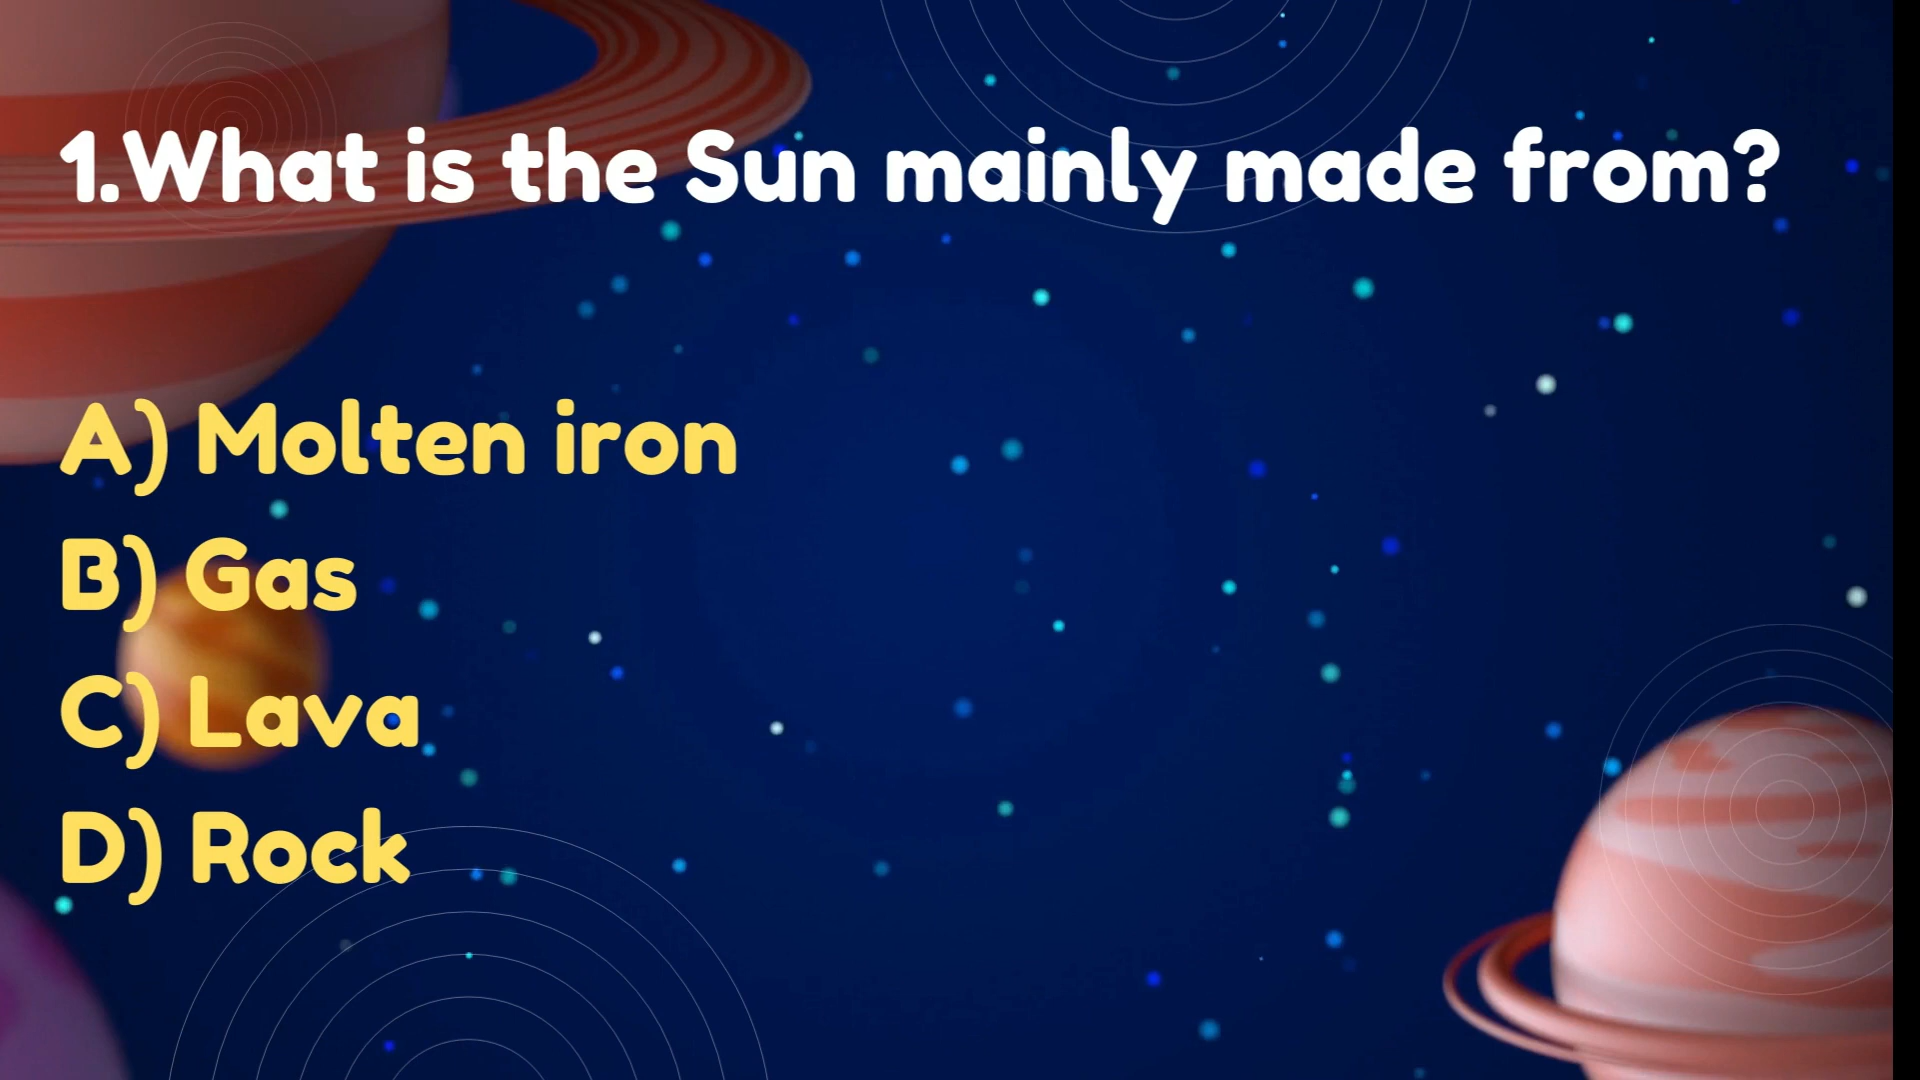 1.What is the Sun mainly made from?
A) Molten iron
B) Gas
C) Lava
D) Rock